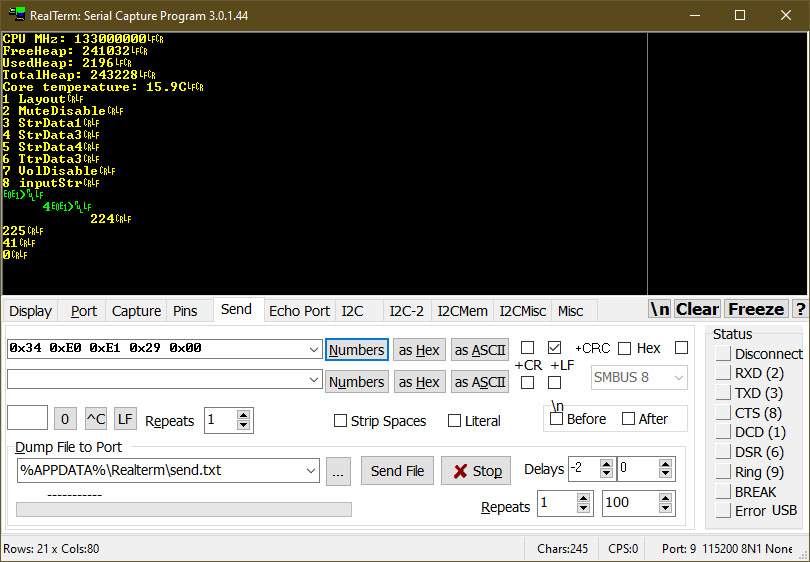 RealTerm: Serial Capture Program 3.0.1.44
CPU MHz: 133000000LFCR
FreeHeap: 241032LFCR
UsedHeap: 2196LFCR
TotalHeap: 243228LFCR
Core temperature: 15.9CLFCR
1 LayoutCRLF
2 MuteDisableCRLF
3 StrData1CRLF
4 StrData3CRLF
5 StrData4CRLF
6 TtrData3CRLF
7 VolDisableCRLF
8 inputStrCRLF
E0E1)NULLF
4E0E1)NULLF
224CRLF
225CRLF
41CRLF
0CRLF
Display Port Capture Pins Send Echo Port I2C I2C-2 I2CMem I2CMisc Misc \n Clear Freeze ?
0x34 0xE0 0xE1 0x29 0x00 Numbers as Hex as ASCII +CRC Hex
+CR +LF
Numbers as Hex as ASCII SMBUS 8
0 ^C LF Repeats 1 Strip Spaces Literal \n Before After
Dump File to Port
%APPDATA%\Realterm\send.txt ... Send File Stop Delays -2 0
-----------
Repeats 1 100
Status
Disconnect
RXD (2)
TXD (3)
CTS (8)
DCD (1)
DSR (6)
Ring (9)
BREAK
Error USB
Rows: 21 x Cols:80 Chars:245 CPS:0 Port: 9 115200 8N1 None